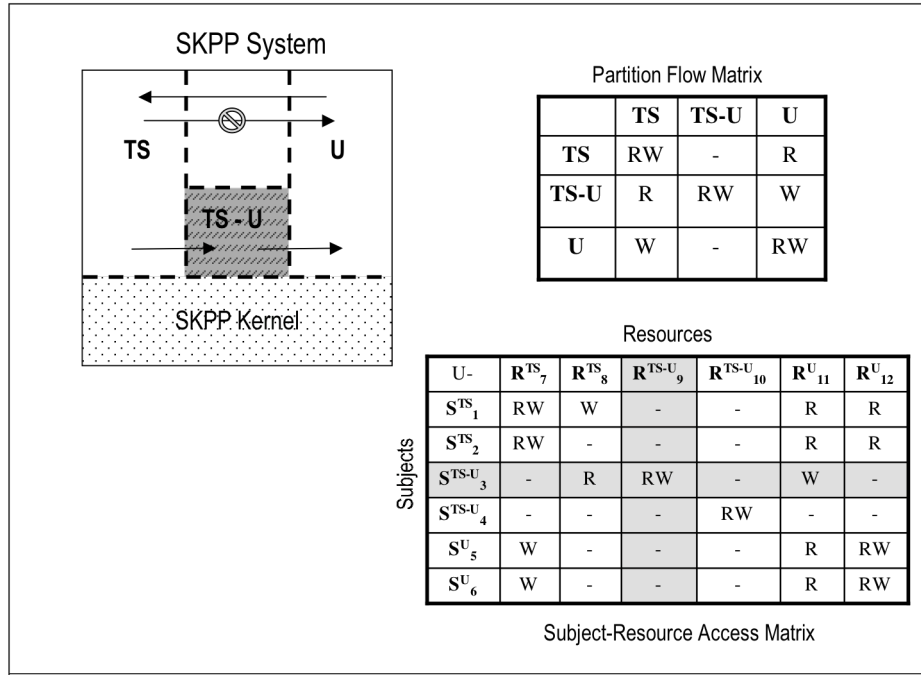 SKPP System
TS
U
TS - U
SKPP Kernel
Partition Flow Matrix
TS TS-U U
TS RW - R
TS-U R RW W
U W - RW
Resources
U- R^TS_7 R^TS_8 R^TS-U_9 R^TS-U_10 R^U_11 R^U_12
Subjects
S^TS_1 RW W - - R R
S^TS_2 RW - - - R R
S^TS-U_3 - R RW - W -
S^TS-U_4 - - - RW - -
S^U_5 W - - - R RW
S^U_6 W - - - R RW
Subject-Resource Access Matrix